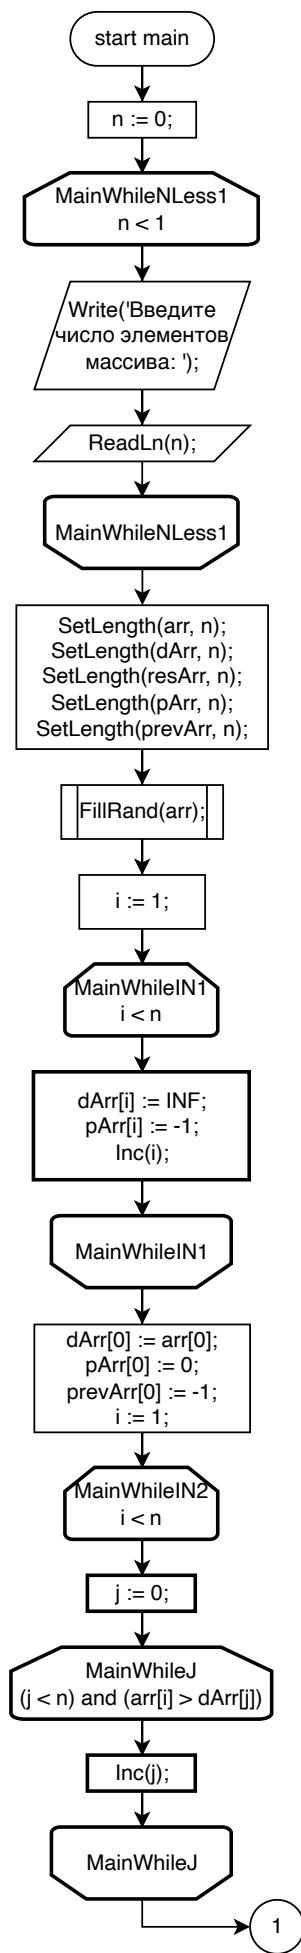 start main
n := 0;
MainWhileNLess1
n < 1
Write('Введите
число элементов
массива: ');
ReadLn(n);
MainWhileNLess1
SetLength(arr, n);
SetLength(dArr, n);
SetLength(resArr, n);
SetLength(pArr, n);
SetLength(prevArr, n);
FillRand(arr);
i := 1;
MainWhileIN1
i < n
dArr[i] := INF;
pArr[i] := -1;
Inc(i);
MainWhileIN1
dArr[0] := arr[0];
pArr[0] := 0;
prevArr[0] := -1;
i := 1;
MainWhileIN2
i < n
j := 0;
MainWhileJ
(j < n) and (arr[i] > dArr[j])
Inc(j);
MainWhileJ
1